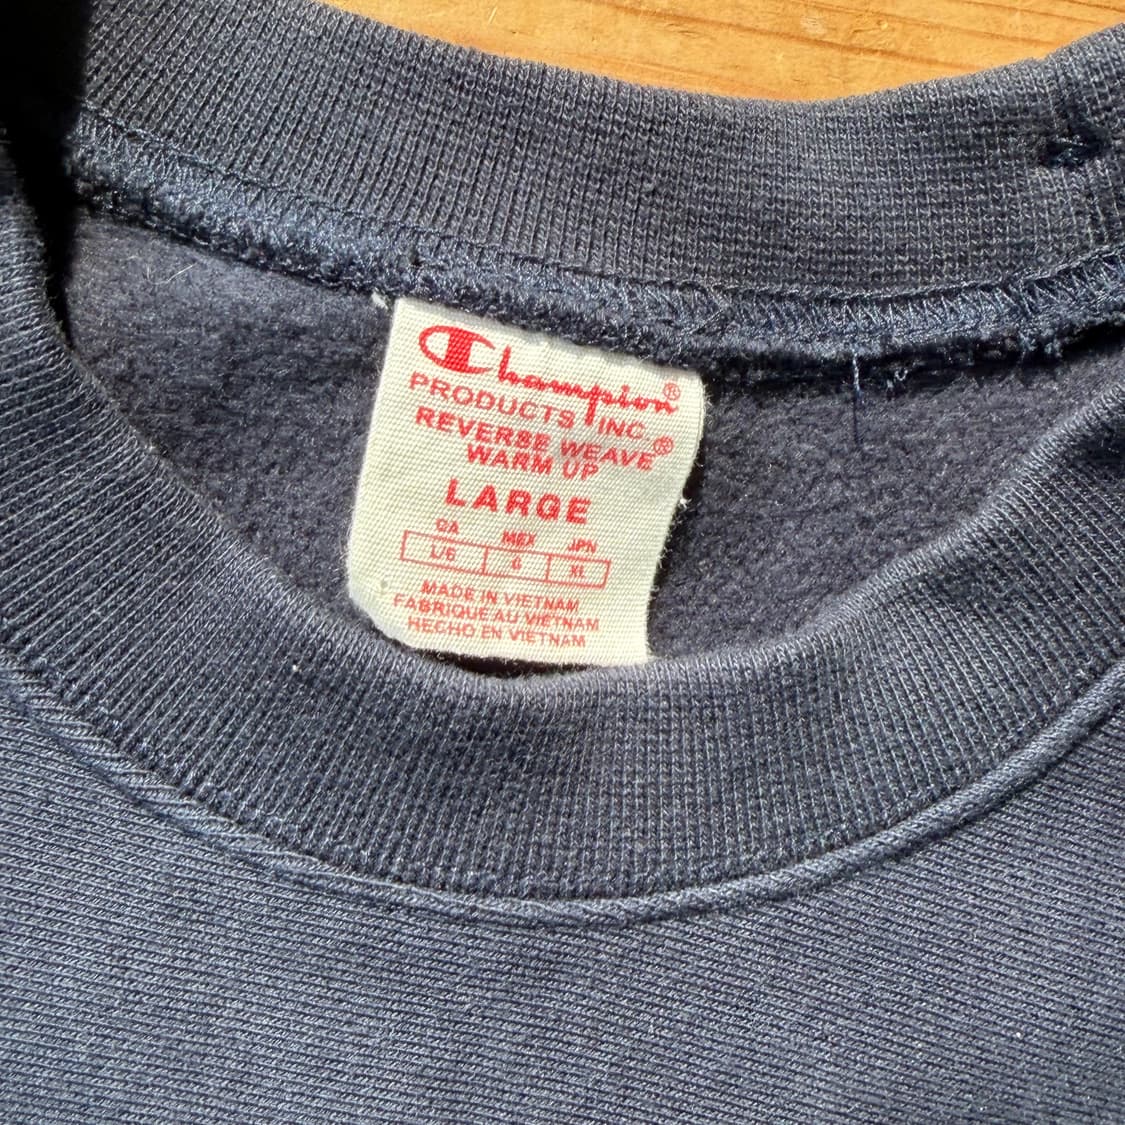 Champion®
PRODUCTS INC.
REVERSE WEAVE®
WARM UP
LARGE
CA MEX JPN
L/G G XL
MADE IN VIETNAM
FABRIQUE AU VIETNAM
HECHO EN VIETNAM